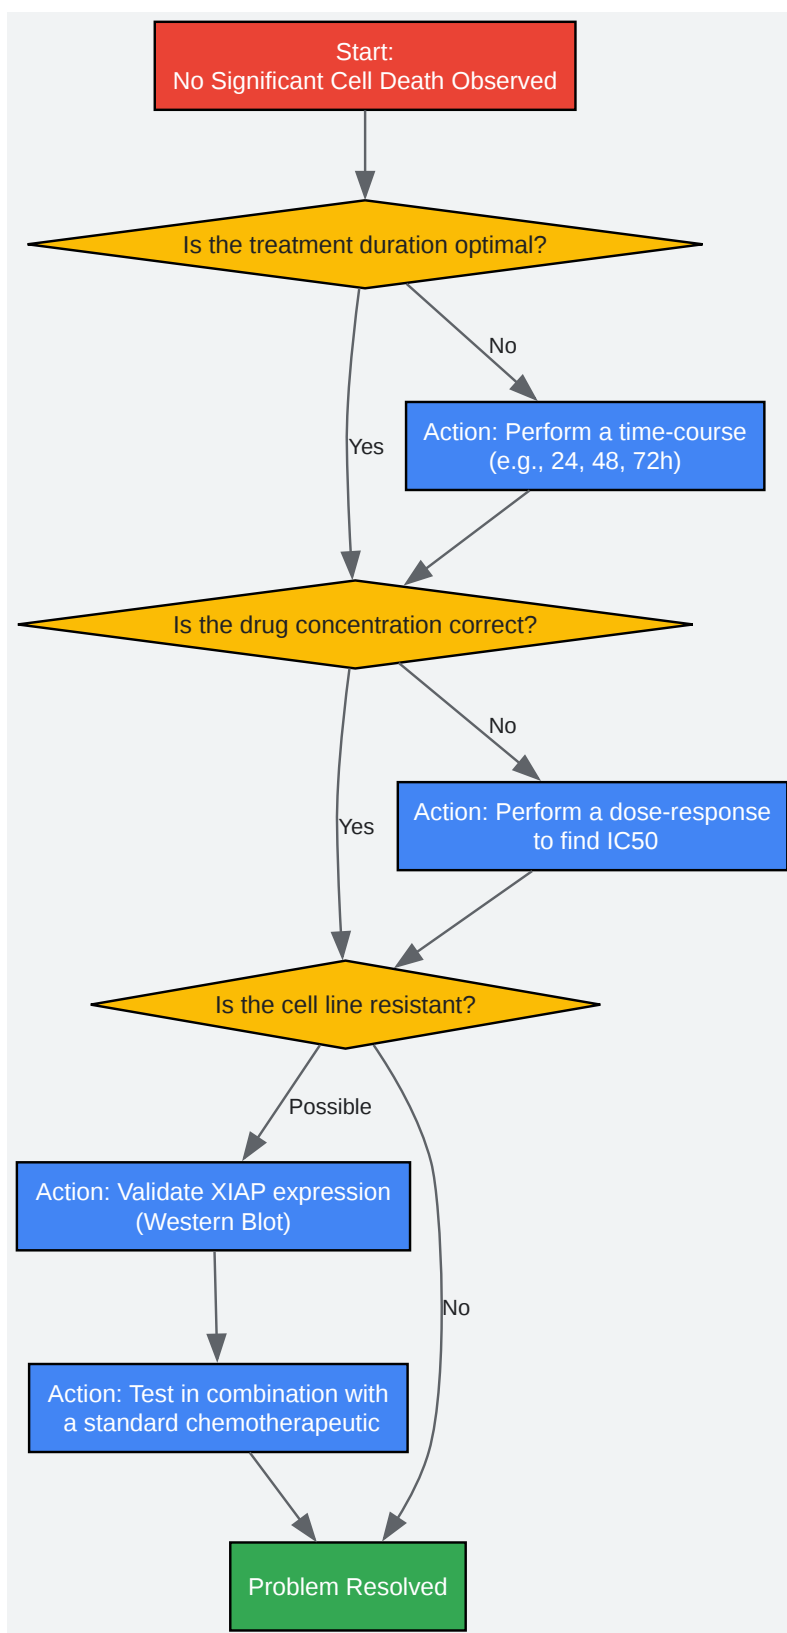 Start:
No Significant Cell Death Observed
Is the treatment duration optimal?
No
Action: Perform a time-course
(e.g., 24, 48, 72h)
Yes
Is the drug concentration correct?
No
Action: Perform a dose-response
to find IC50
Yes
Is the cell line resistant?
Possible
Action: Validate XIAP expression
(Western Blot)
No
Action: Test in combination with
a standard chemotherapeutic
Problem Resolved